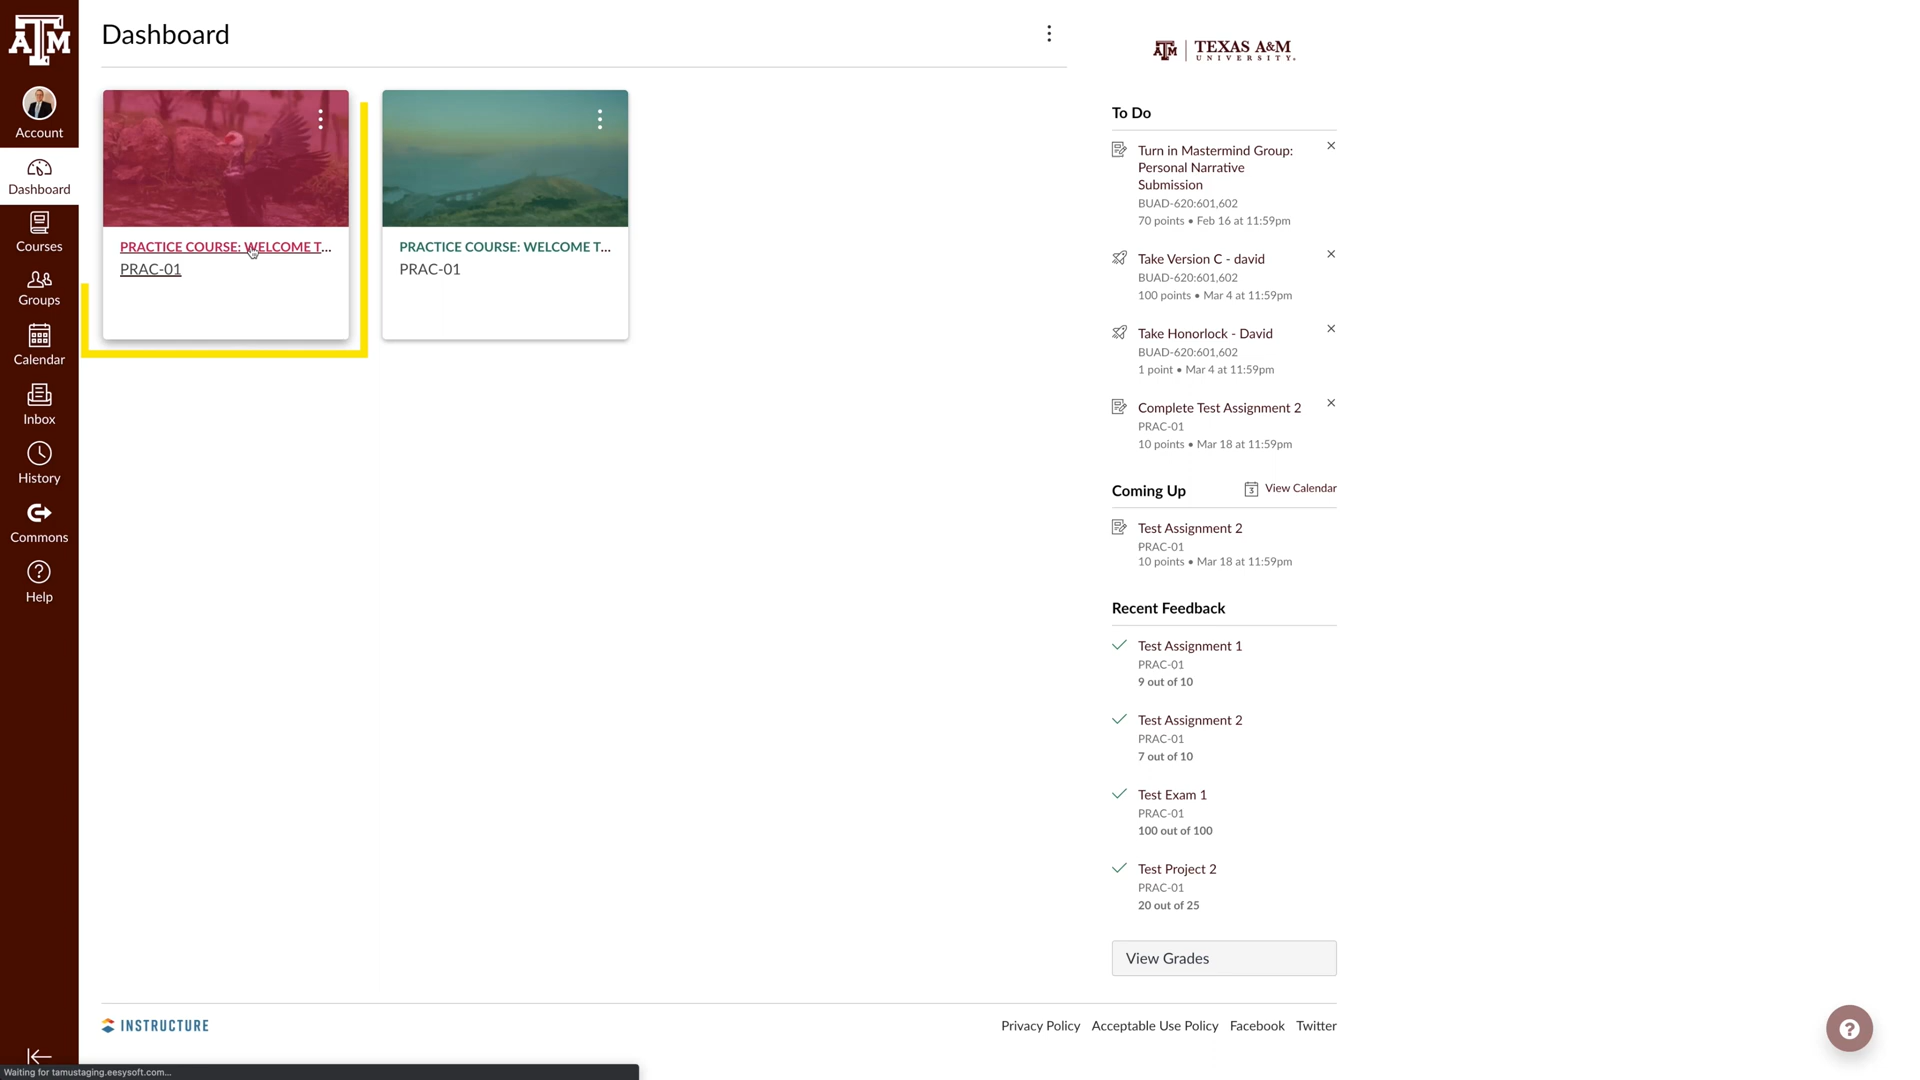 ATM
Account
Dashboard
Courses
Groups
Calendar
Inbox
History
Commons
Help
Dashboard
PRACTICE COURSE: WELCOME T...
PRAC-01
PRACTICE COURSE: WELCOME T...
PRAC-01
ATM | TEXAS A&M
UNIVERSITY.
To Do
Turn in Mastermind Group:
Personal Narrative
Submission
BUAD-620:601,602
70 points • Feb 16 at 11:59pm
Take Version C - david
BUAD-620:601,602
100 points • Mar 4 at 11:59pm
Take Honorlock - David
BUAD-620:601,602
1 point • Mar 4 at 11:59pm
Complete Test Assignment 2
PRAC-01
10 points • Mar 18 at 11:59pm
Coming Up
3 View Calendar
Test Assignment 2
PRAC-01
10 points • Mar 18 at 11:59pm
Recent Feedback
Test Assignment 1
PRAC-01
9 out of 10
Test Assignment 2
PRAC-01
7 out of 10
Test Exam 1
PRAC-01
100 out of 100
Test Project 2
PRAC-01
20 out of 25
View Grades
INSTRUCTURE
Privacy Policy Acceptable Use Policy Facebook Twitter
Waiting for tamustaging.eesysoft.com...